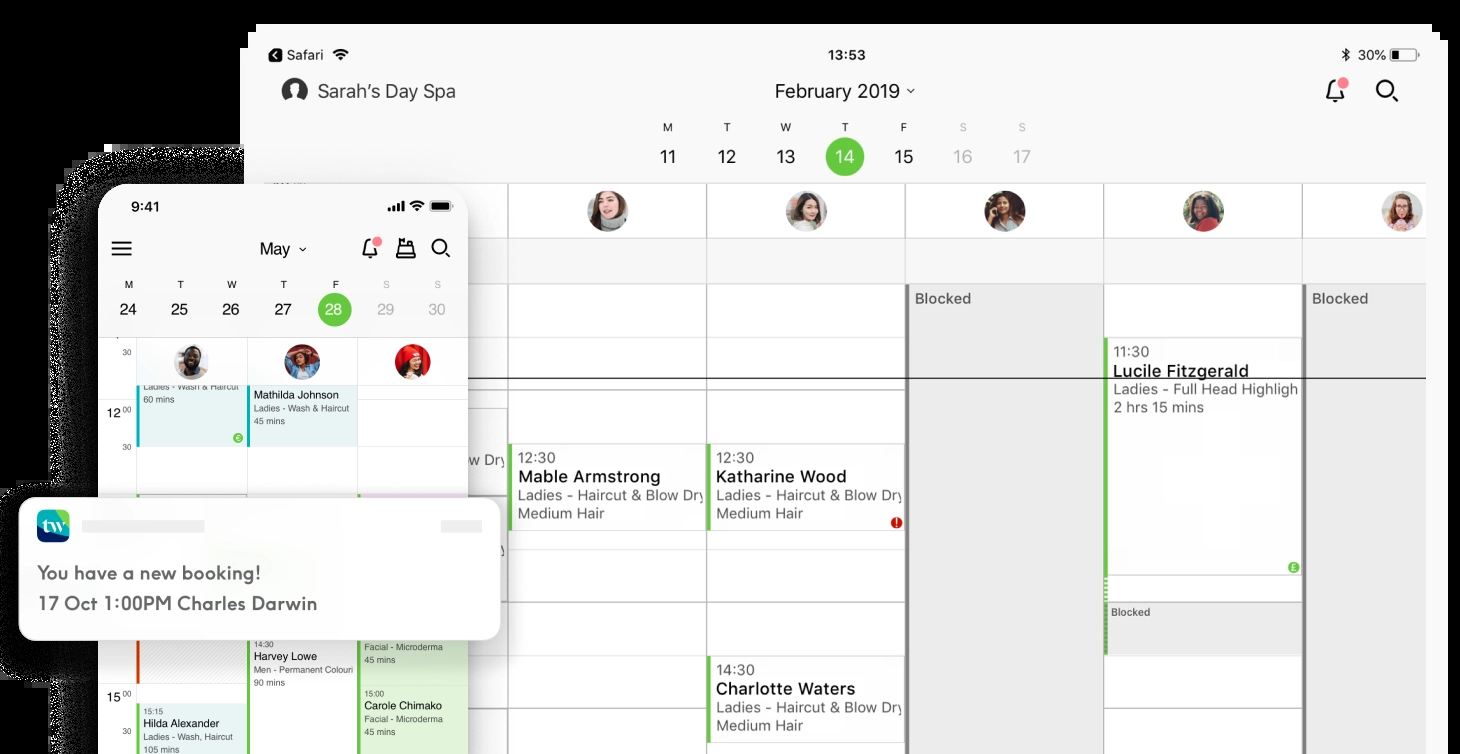 Safari
13:53
30%
Sarah's Day Spa
February 2019
M T W T F S S
11 12 13 14 15 16 17
Blocked
Blocked
11:30
Lucile Fitzgerald
Ladies - Full Head Highligh
2 hrs 15 mins
w Dry
12:30
Mable Armstrong
Ladies - Haircut & Blow Dry
Medium Hair
12:30
Katharine Wood
Ladies - Haircut & Blow Dry
Medium Hair
Blocked
14:30
Charlotte Waters
Ladies - Haircut & Blow Dry
Medium Hair
9:41
May
M T W T F S S
24 25 26 27 28 29 30
30
Ladies - Wash & Haircut
60 mins
Mathilda Johnson
Ladies - Wash & Haircut
45 mins
12 00
30
tw
You have a new booking!
17 Oct 1:00PM Charles Darwin
14:30
Harvey Lowe
Men - Permanent Colouri
90 mins
Facial - Microderma
45 mins
15 00
15:00
Carole Chimako
Facial - Microderma
45 mins
15:15
Hilda Alexander
Ladies - Wash, Haircut
105 mins
30